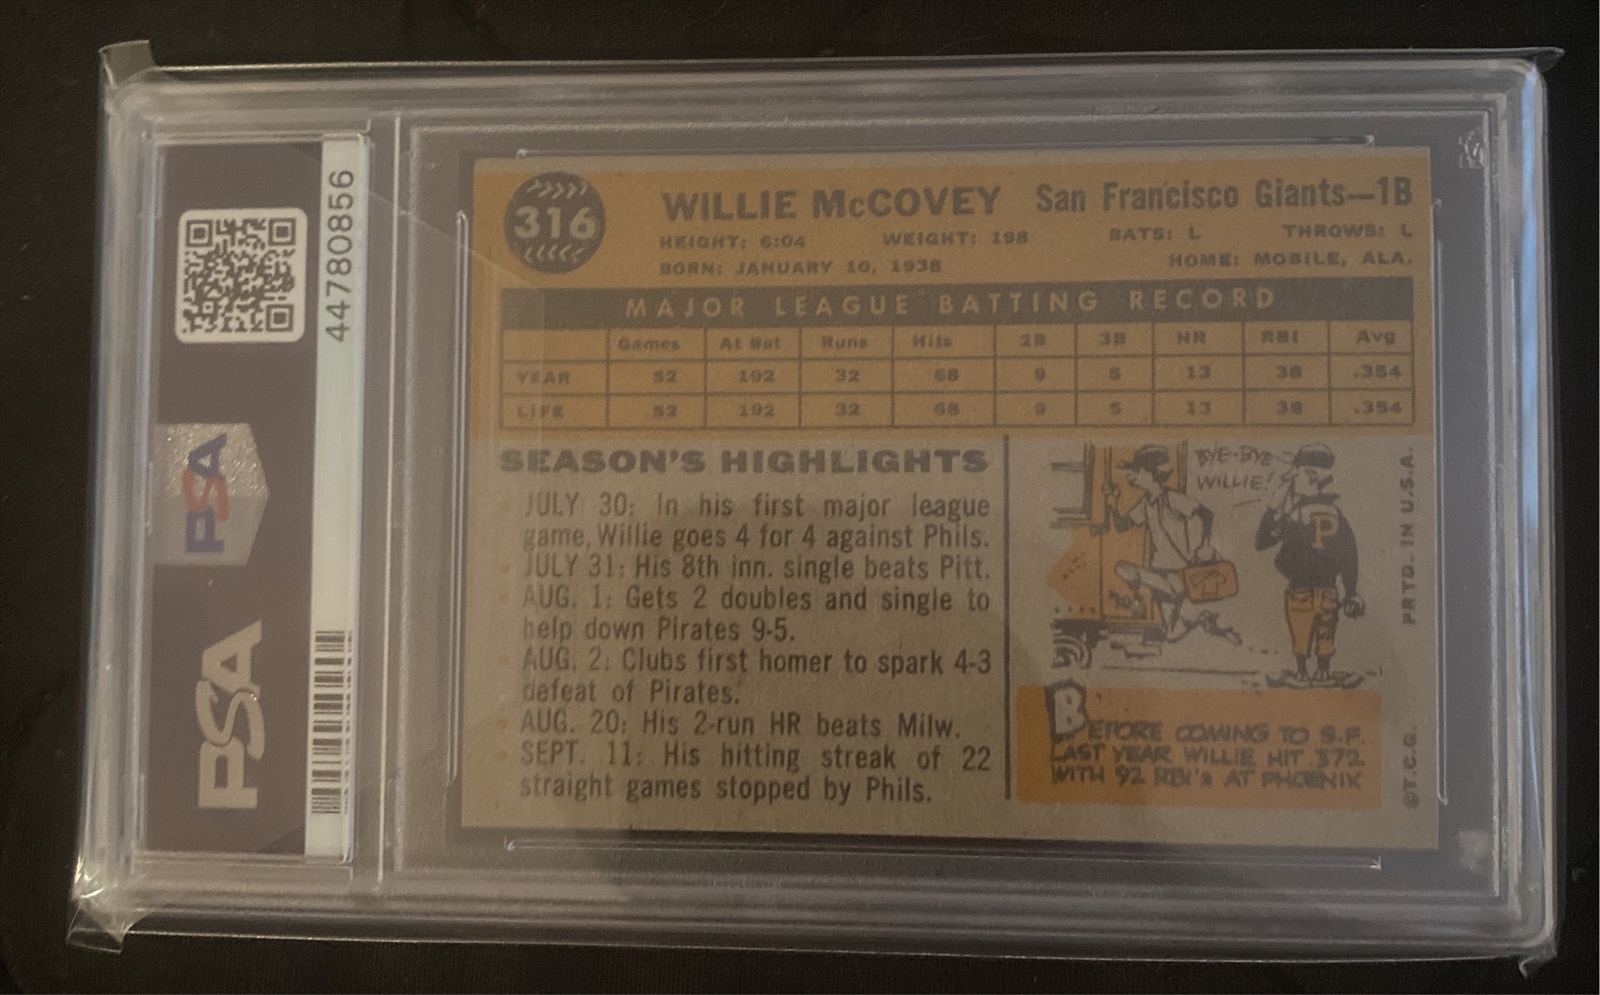 44780856
PSA
PSA
316
WILLIE McCOVEY San Francisco Giants—1B
HEIGHT: 6:04 WEIGHT: 198 BATS: L THROWS: L
BORN: JANUARY 10, 1938 HOME: MOBILE, ALA.
MAJOR LEAGUE BATTING RECORD
Games At Bat Runs Hits 2B 3B HR RBI Avg
YEAR 52 192 32 68 9 5 13 38 .354
LIFE 52 192 32 68 9 5 13 38 .354
SEASON'S HIGHLIGHTS
JULY 30: In his first major league
game, Willie goes 4 for 4 against Phils.
JULY 31: His 8th inn. single beats Pitt.
AUG. 1: Gets 2 doubles and single to
help down Pirates 9-5.
AUG. 2: Clubs first homer to spark 4-3
defeat of Pirates.
AUG. 20: His 2-run HR beats Milw.
SEPT. 11: His hitting streak of 22
straight games stopped by Phils.
BYE-BYE
WILLIE!
P
BEFORE COMING TO S.F.
LAST YEAR WILLIE HIT .372
WITH 92 RBI's AT PHOENIX
©T.C.G. PRTD. IN U.S.A.